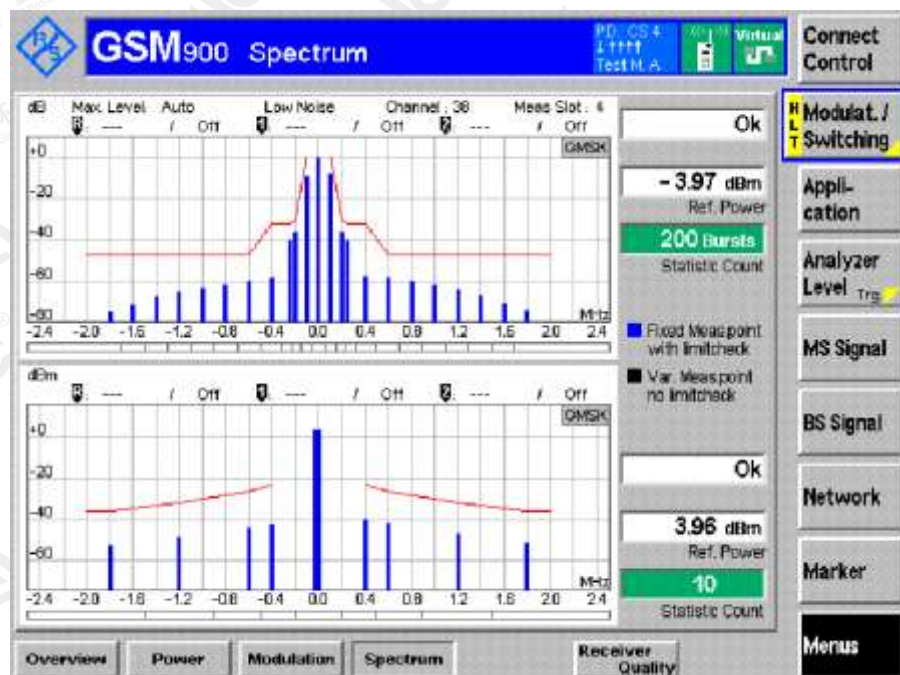 GSM900 Spectrum
PD. CS4
Test M. A.
Virtual
Connect Control
Modulat. / Switching
HLT
Appli- cation
Analyzer Level Trg
MS Signal
BS Signal
Network
Marker
Menus
dB Max. Level: Auto Low Noise Channel : 38 Meas Slot : 4
--- / Off --- / Off --- / Off
GMSK
+0
-20
-40
-60
-80
MHz
-2.4 -2.0 -1.6 -1.2 -0.8 -0.4 0.0 0.4 0.8 1.2 1.6 2.0 2.4
Ok
- 3.97 dBm
Ref. Power
200 Bursts
Statistic Count
Fixed Meas.point
with limitcheck
Var. Meas.point
no limitcheck
dBm
--- / Off --- / Off --- / Off
GMSK
+0
-20
-40
-60
MHz
-2.4 -2.0 -1.6 -1.2 -0.8 -0.4 0.0 0.4 0.8 1.2 1.6 2.0 2.4
Ok
3.96 dBm
Ref. Power
10
Statistic Count
Overview Power Modulation Spectrum Receiver Quality